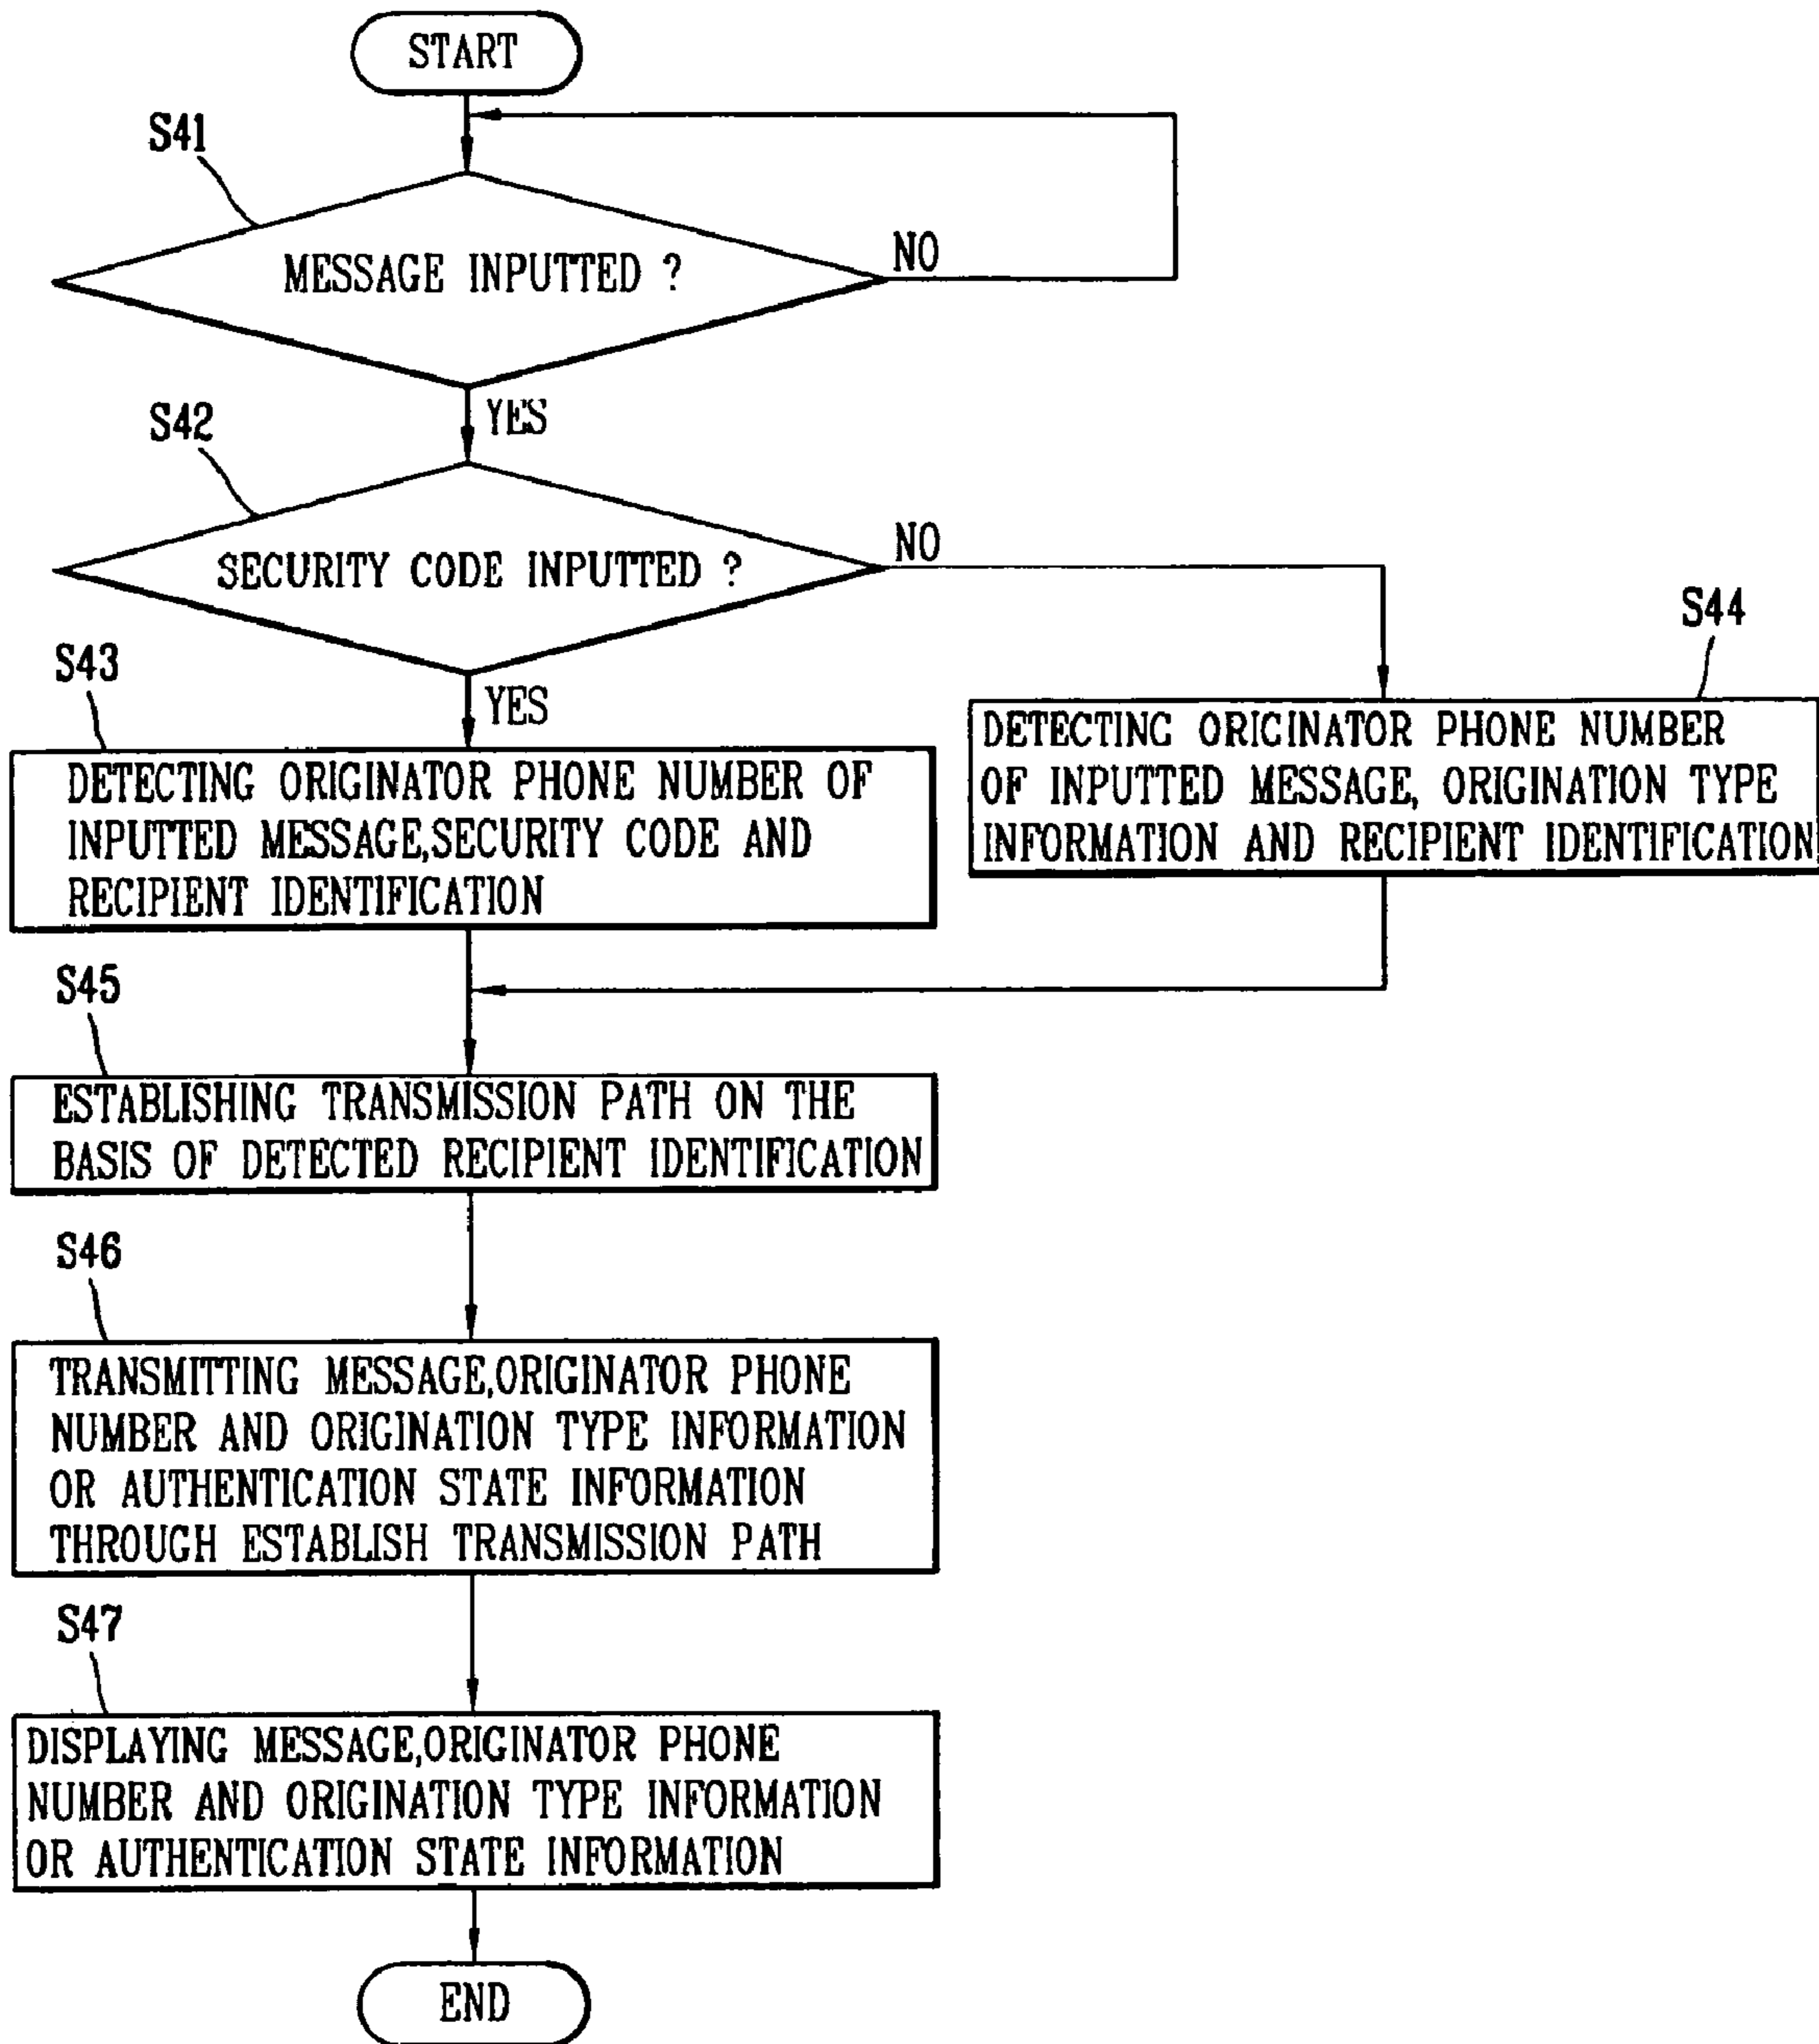 START
S41
MESSAGE INPUTTED ?
NO
YES
S42
SECURITY CODE INPUTTED ?
NO
YES
S43
DETECTING ORIGINATOR PHONE NUMBER OF
INPUTTED MESSAGE,SECURITY CODE AND
RECIPIENT IDENTIFICATION
S44
DETECTING ORIGINATOR PHONE NUMBER
OF INPUTTED MESSAGE, ORIGINATION TYPE
INFORMATION AND RECIPIENT IDENTIFICATION
S45
ESTABLISHING TRANSMISSION PATH ON THE
BASIS OF DETECTED RECIPIENT IDENTIFICATION
S46
TRANSMITTING MESSAGE,ORIGINATOR PHONE
NUMBER AND ORIGINATION TYPE INFORMATION
OR AUTHENTICATION STATE INFORMATION
THROUGH ESTABLISH TRANSMISSION PATH
S47
DISPLAYING MESSAGE,ORIGINATOR PHONE
NUMBER AND ORIGINATION TYPE INFORMATION
OR AUTHENTICATION STATE INFORMATION
END